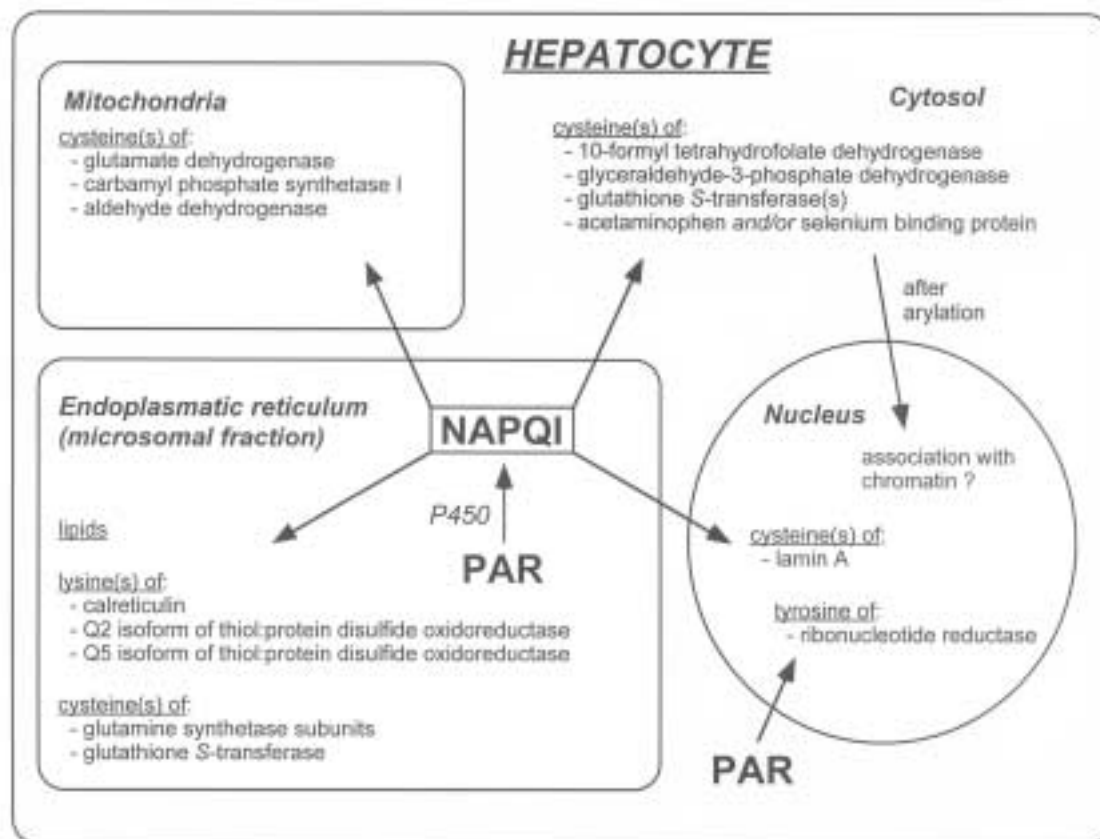 HEPATOCYTE
Mitochondria
cysteine(s) of:
- glutamate dehydrogenase
- carbamyl phosphate synthetase I
- aldehyde dehydrogenase
Cytosol
cysteine(s) of:
- 10-formyl tetrahydrofolate dehydrogenase
- glyceraldehyde-3-phosphate dehydrogenase
- glutathione S-transferase(s)
- acetaminophen and/or selenium binding protein
after
arylation
Endoplasmatic reticulum
(microsomal fraction)
NAPQI
P450
PAR
lipids
lysine(s) of:
- calreticulin
- Q2 isoform of thiol:protein disulfide oxidoreductase
- Q5 isoform of thiol:protein disulfide oxidoreductase
cysteine(s) of:
- glutamine synthetase subunits
- glutathione S-transferase
Nucleus
association with
chromatin ?
cysteine(s) of:
- lamin A
tyrosine of:
- ribonucleotide reductase
PAR